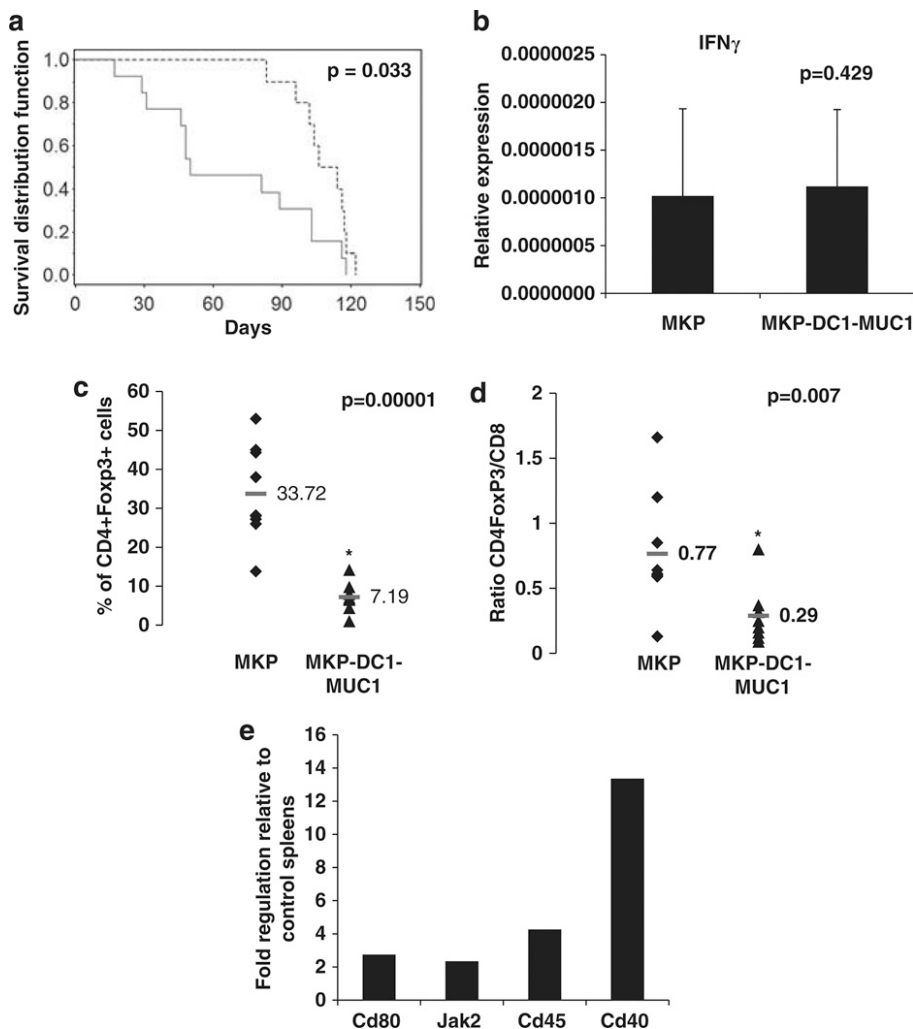 a
p = 0.033
Survival distribution function
1.0
0.8
0.6
0.4
0.2
0.0
0 30 60 90 120 150
Days
b
IFNγ
p=0.429
Relative expression
0.0000025
0.0000020
0.0000015
0.0000010
0.0000005
0.0000000
MKP MKP-DC1-MUC1
c
p=0.00001
% of CD4+Foxp3+ cells
60
50
40
30
20
10
0
33.72
*
7.19
MKP MKP-DC1-
MUC1
d
p=0.007
Ratio CD4FoxP3/CD8
2
1.5
1
0.5
0
0.77
*
0.29
MKP MKP-DC1-
MUC1
e
Fold regulation relative to
control spleens
16
14
12
10
8
6
4
2
0
Cd80 Jak2 Cd45 Cd40